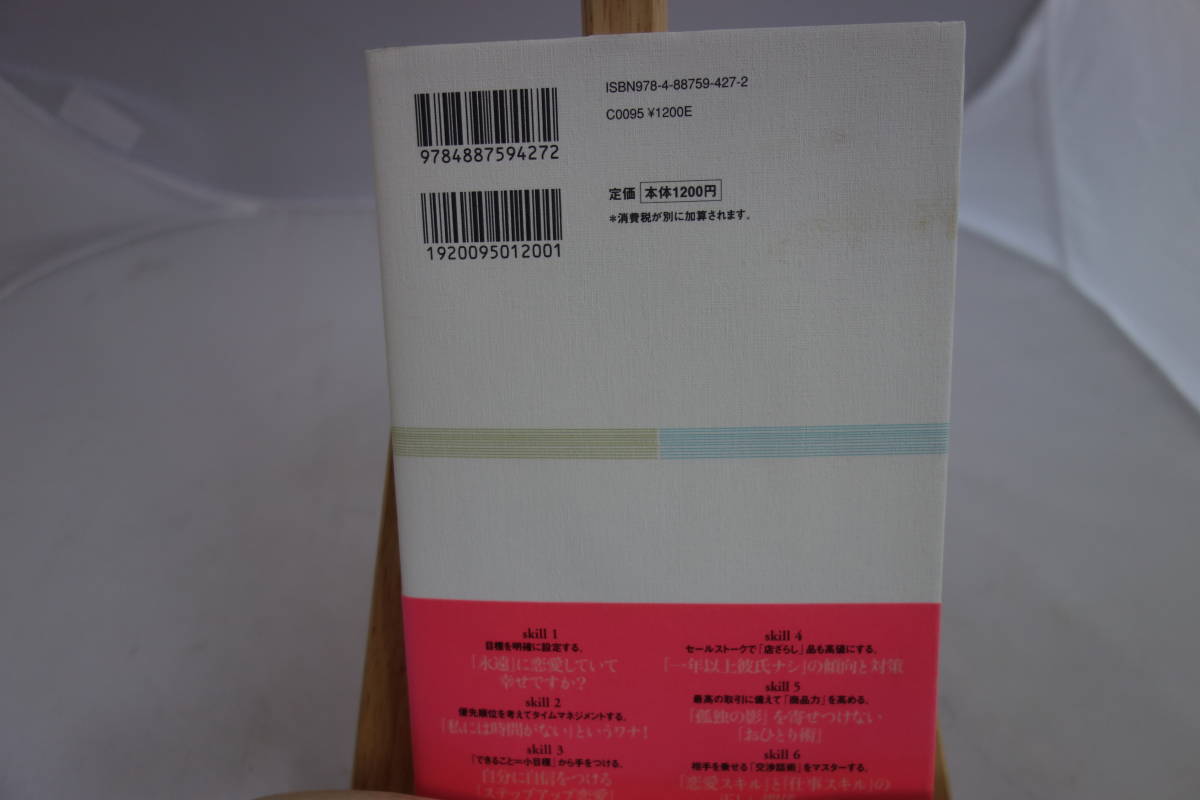 ISBN978-4-88759-427-2
C0095 ¥1200E
9784887594272
定価 本体1200円
＊消費税が別に加算されます。
1920095012001
skill 1
目標を明確に設定する。
「永遠」に恋愛していて
幸せですか？
skill 2
優先順位を考えてタイムマネジメントする。
「私には時間がない」というワナ！
skill 3
「できること＝小目標」から手をつける。
自分に自信をつける
「ステップアップ恋愛」
skill 4
セールストークで「店ざらし」品も高値にする。
「一年以上彼氏ナシ」の傾向と対策
skill 5
最高の取引に備えて「商品力」を高める。
「孤独の影」を寄せつけない
「おひとり術」
skill 6
相手を乗せる「交渉話術」をマスターする。
「恋愛スキル」と「仕事スキル」の